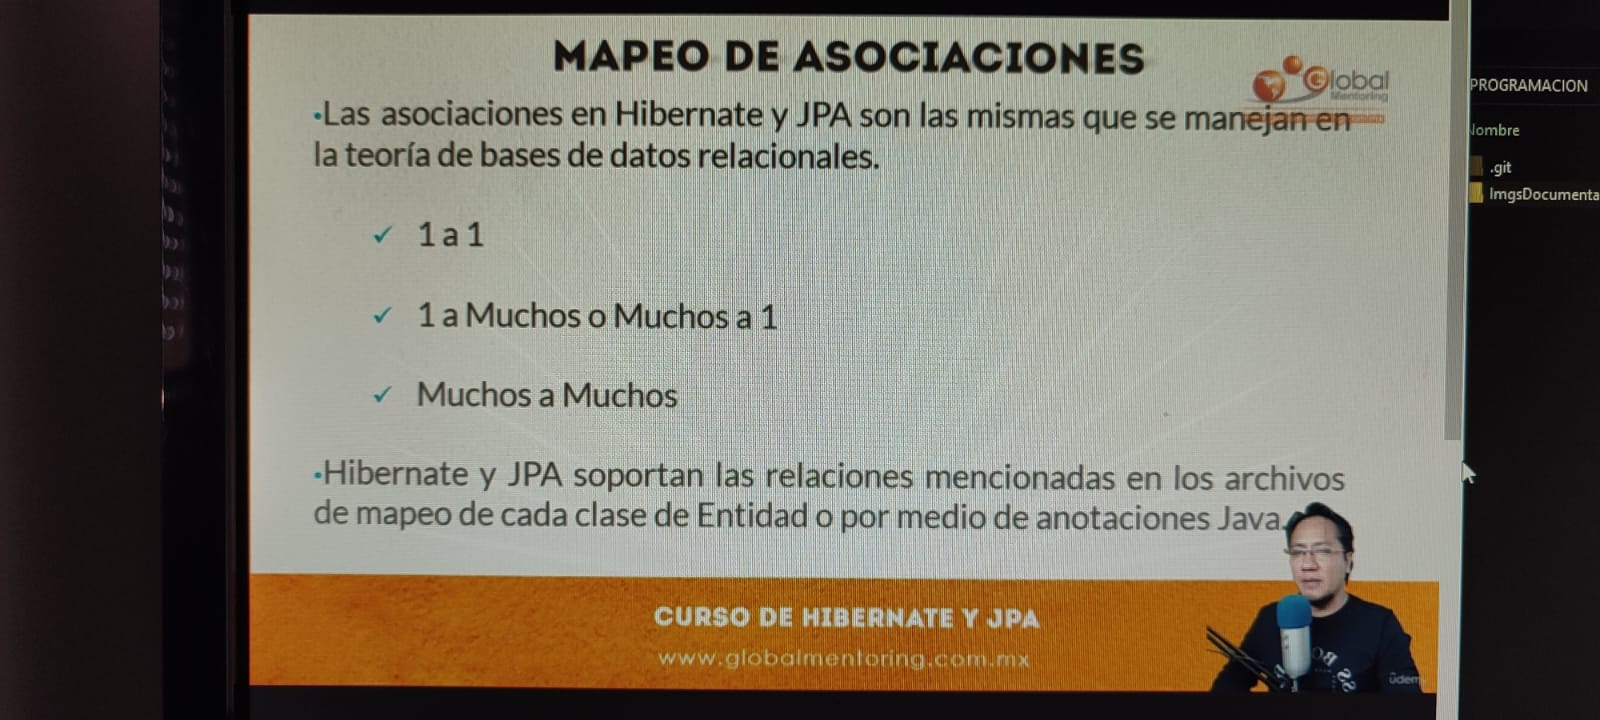 MAPEO DE ASOCIACIONES
Global
Mentoring
•Las asociaciones en Hibernate y JPA son las mismas que se manejan en
la teoría de bases de datos relacionales.
✓ 1 a 1
✓ 1 a Muchos o Muchos a 1
✓ Muchos a Muchos
•Hibernate y JPA soportan las relaciones mencionadas en los archivos
de mapeo de cada clase de Entidad o por medio de anotaciones Java.
CURSO DE HIBERNATE Y JPA
www.globalmentoring.com.mx
ûdemy
PROGRAMACION
Nombre
.git
ImgsDocumenta